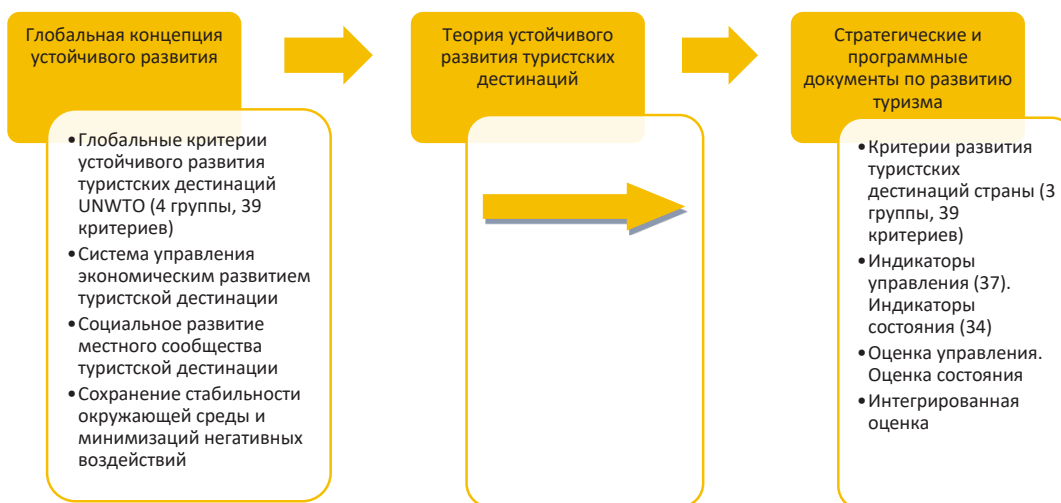 Глобальная концепция
устойчивого развития
Теория устойчивого
развития туристских
дестинаций
Стратегические и
программные
документы по развитию
туризма
•Глобальные критерии
устойчивого развития
туристских дестинаций
UNWTO (4 группы, 39
критериев)
•Система управления
экономическим развитием
туристской дестинации
•Социальное развитие
местного сообщества
туристской дестинации
•Сохранение стабильности
окружающей среды и
минимизаций негативных
воздействий
•Критерии развития
туристских
дестинаций страны (3
группы, 39
критериев)
•Индикаторы
управления (37).
Индикаторы
состояния (34)
•Оценка управления.
Оценка состояния
•Интегрированная
оценка